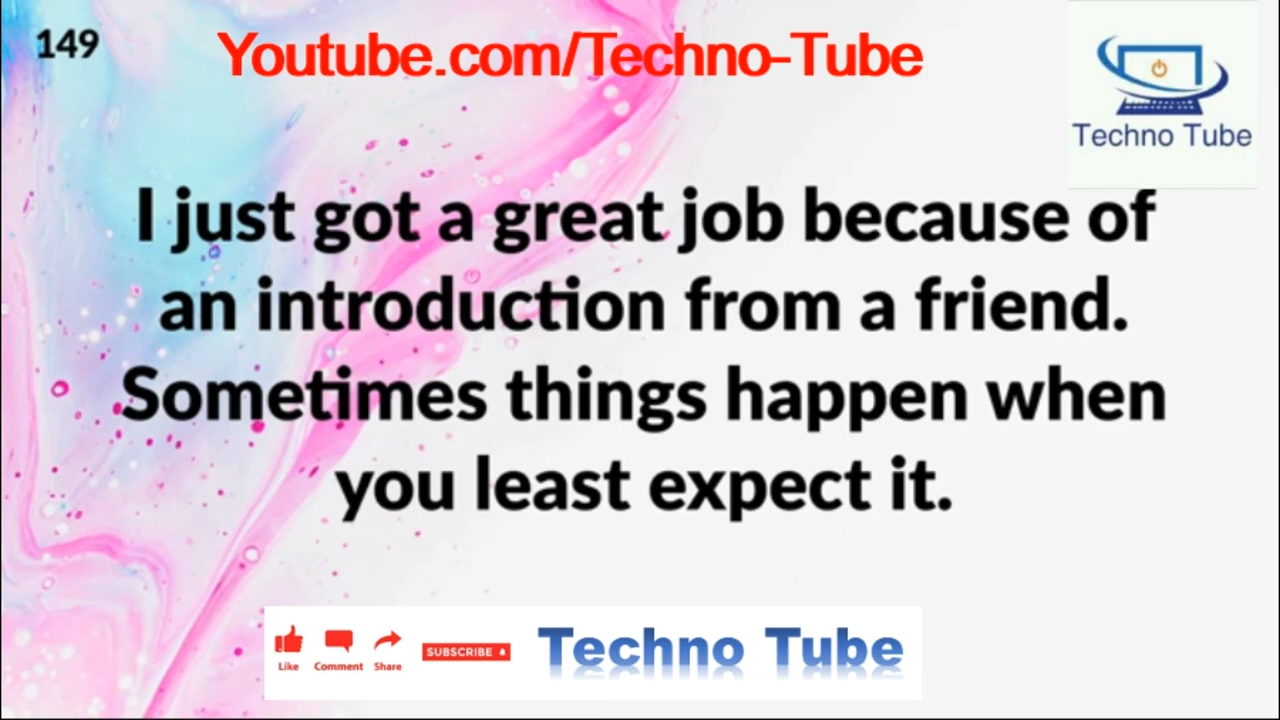 149
Youtube.com/Techno-Tube
Techno Tube
I just got a great job because of
an introduction from a friend.
Sometimes things happen when
you least expect it.
Like Comment Share
SUBSCRIBE
Techno Tube